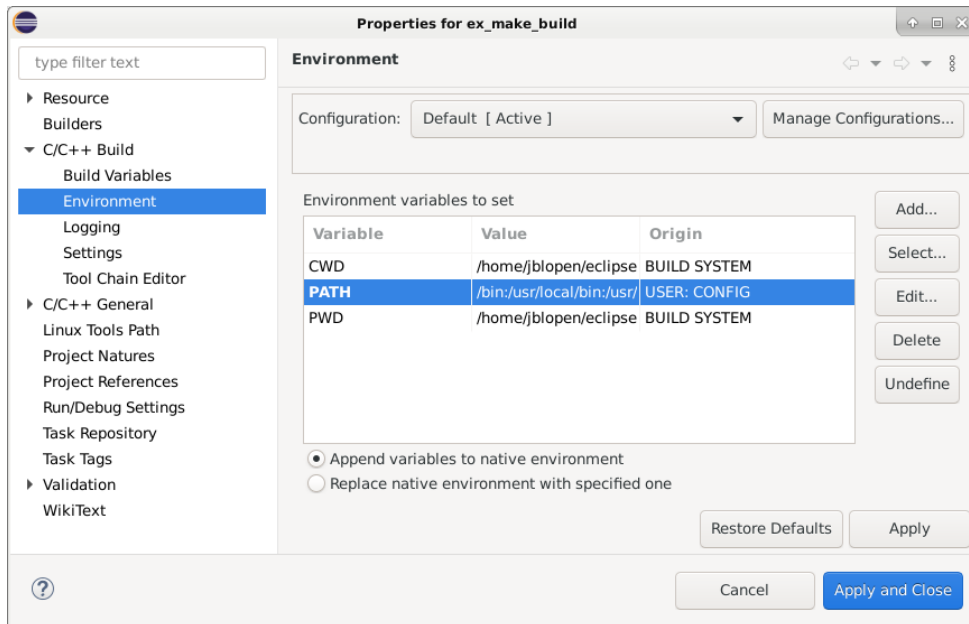 Properties for ex_make_build
type filter text
Resource
Builders
C/C++ Build
Build Variables
Environment
Logging
Settings
Tool Chain Editor
C/C++ General
Linux Tools Path
Project Natures
Project References
Run/Debug Settings
Task Repository
Task Tags
Validation
WikiText
Environment
Configuration: Default [ Active ] Manage Configurations...
Environment variables to set
Variable Value Origin
CWD /home/jblopen/eclipse BUILD SYSTEM
PATH /bin:/usr/local/bin:/usr/ USER: CONFIG
PWD /home/jblopen/eclipse BUILD SYSTEM
Add...
Select...
Edit...
Delete
Undefine
Append variables to native environment
Replace native environment with specified one
Restore Defaults Apply
? Cancel Apply and Close